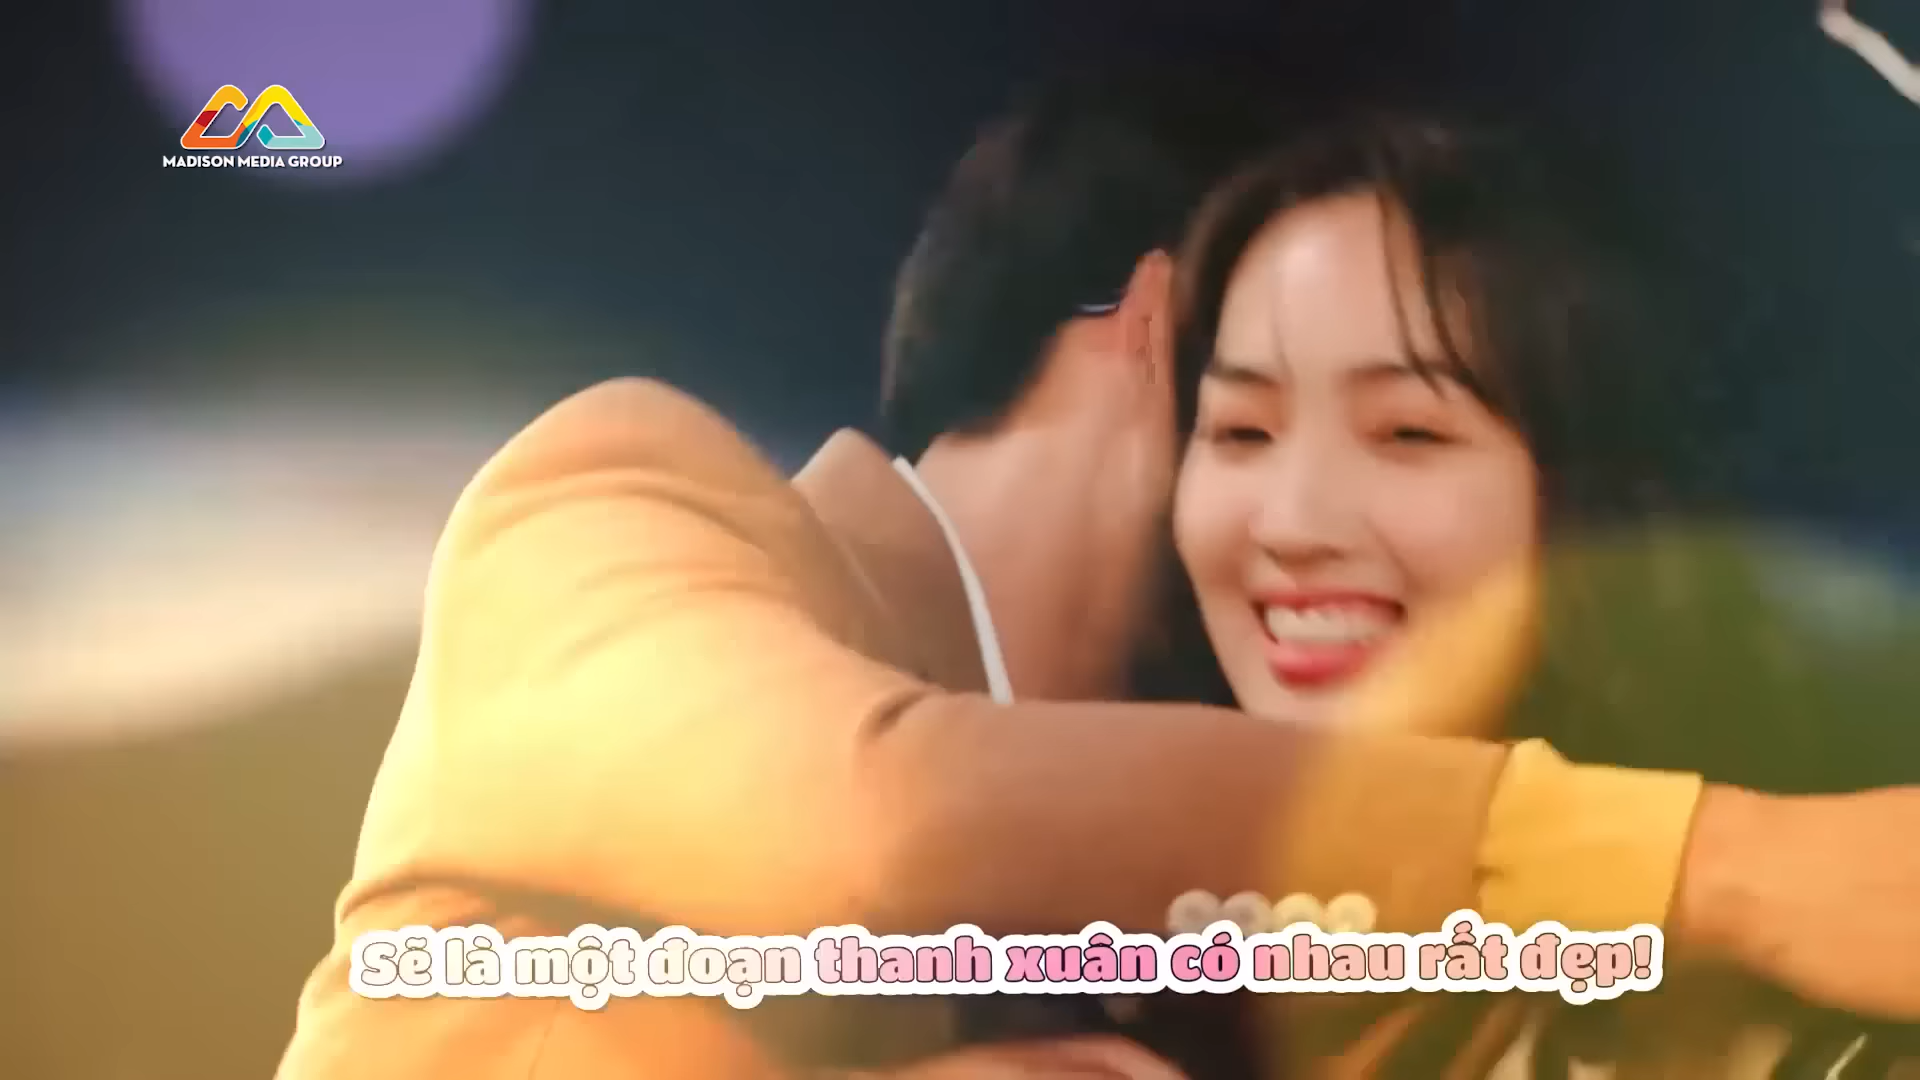 MADISON MEDIA GROUP
Sẽ là một đoạn thanh xuân có nhau rất đẹp!